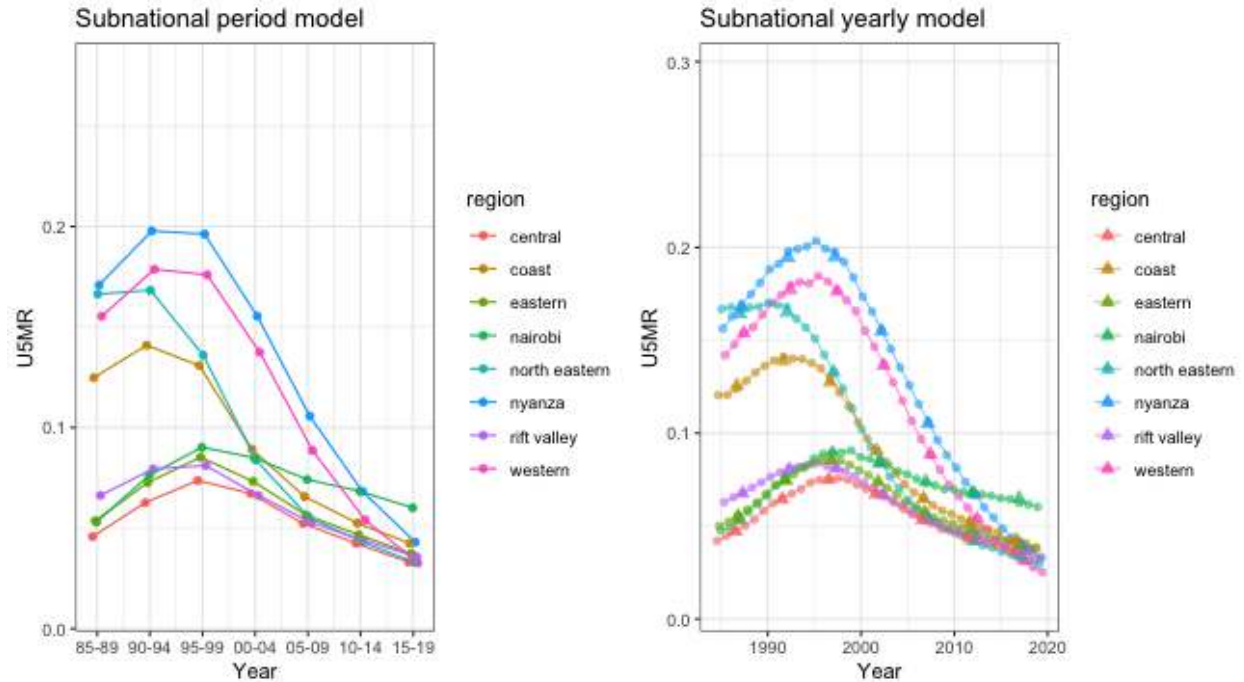 Subnational period model
0.2
0.1
0.0
U5MR
85-89 90-94 95-99 00-04 05-09 10-14 15-19
Year
region
central
coast
eastern
nairobi
north eastern
nyanza
rift valley
western
Subnational yearly model
0.3
0.2
0.1
0.0
U5MR
1990 2000 2010 2020
Year
region
central
coast
eastern
nairobi
north eastern
nyanza
rift valley
western